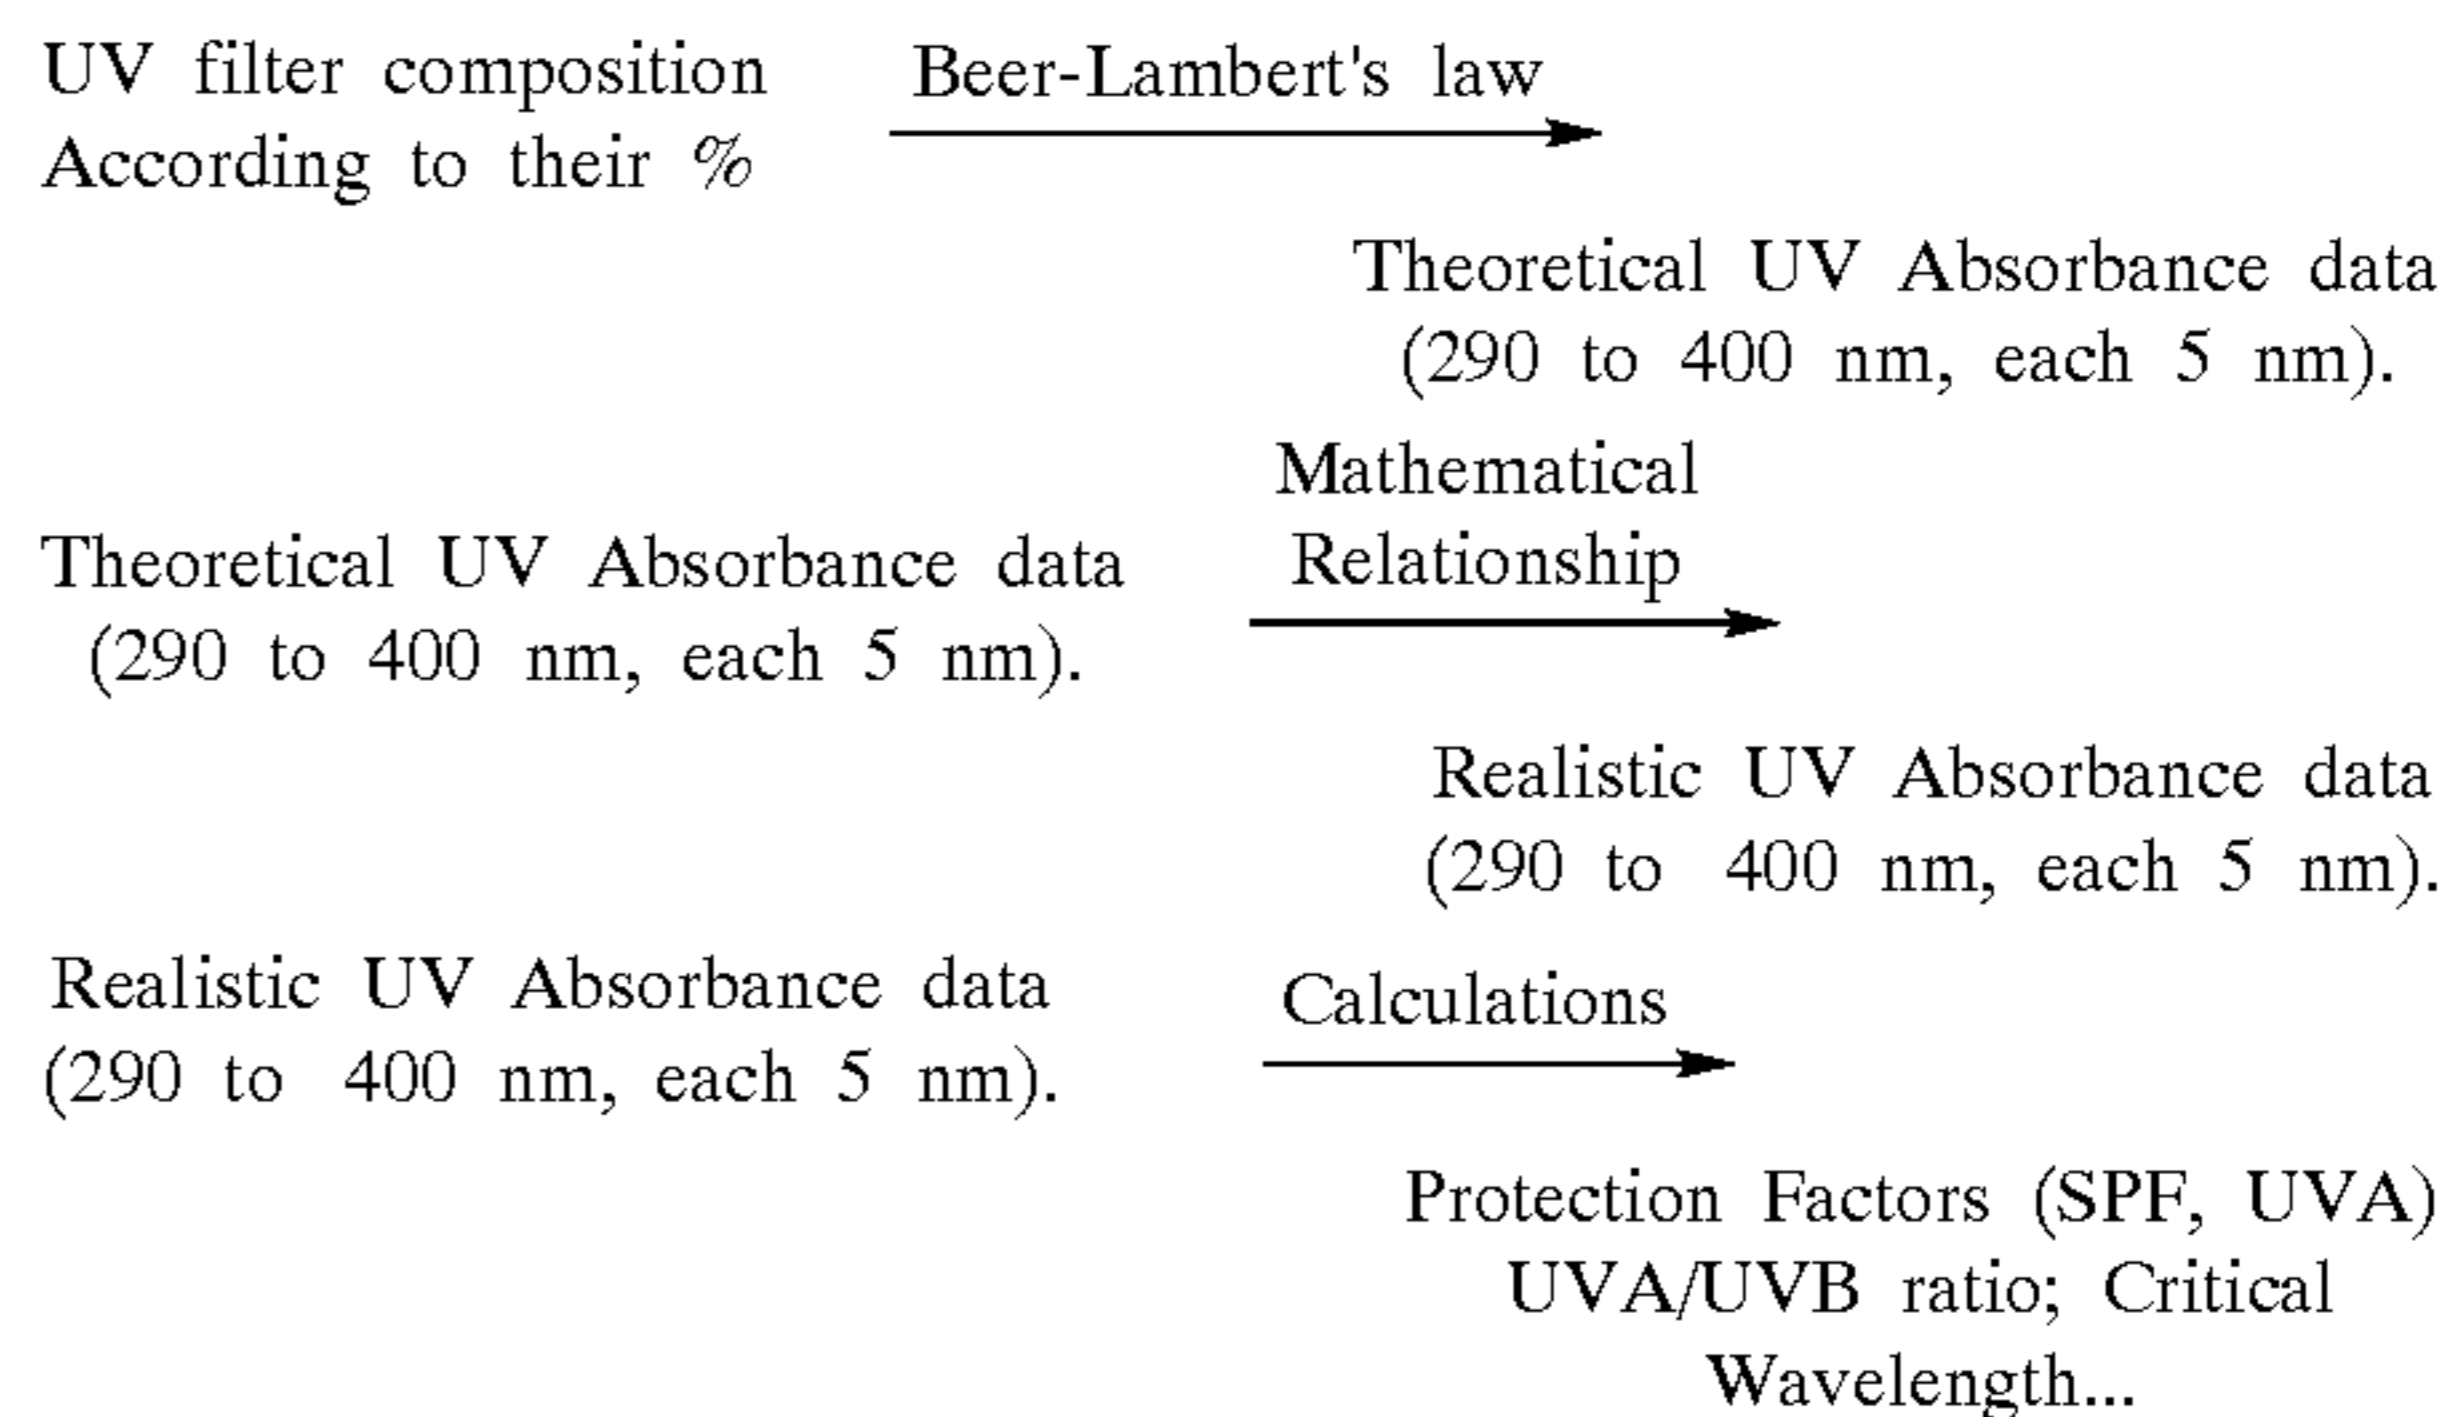 UV filter composition
According to their %
Beer-Lambert's law
Theoretical UV Absorbance data
(290 to 400 nm, each 5 nm).
Mathematical
Relationship
Theoretical UV Absorbance data
(290 to 400 nm, each 5 nm).
Realistic UV Absorbance data
(290 to 400 nm, each 5 nm).
Realistic UV Absorbance data
(290 to 400 nm, each 5 nm).
Calculations
Protection Factors (SPF, UVA)
UVA/UVB ratio; Critical
Wavelength...